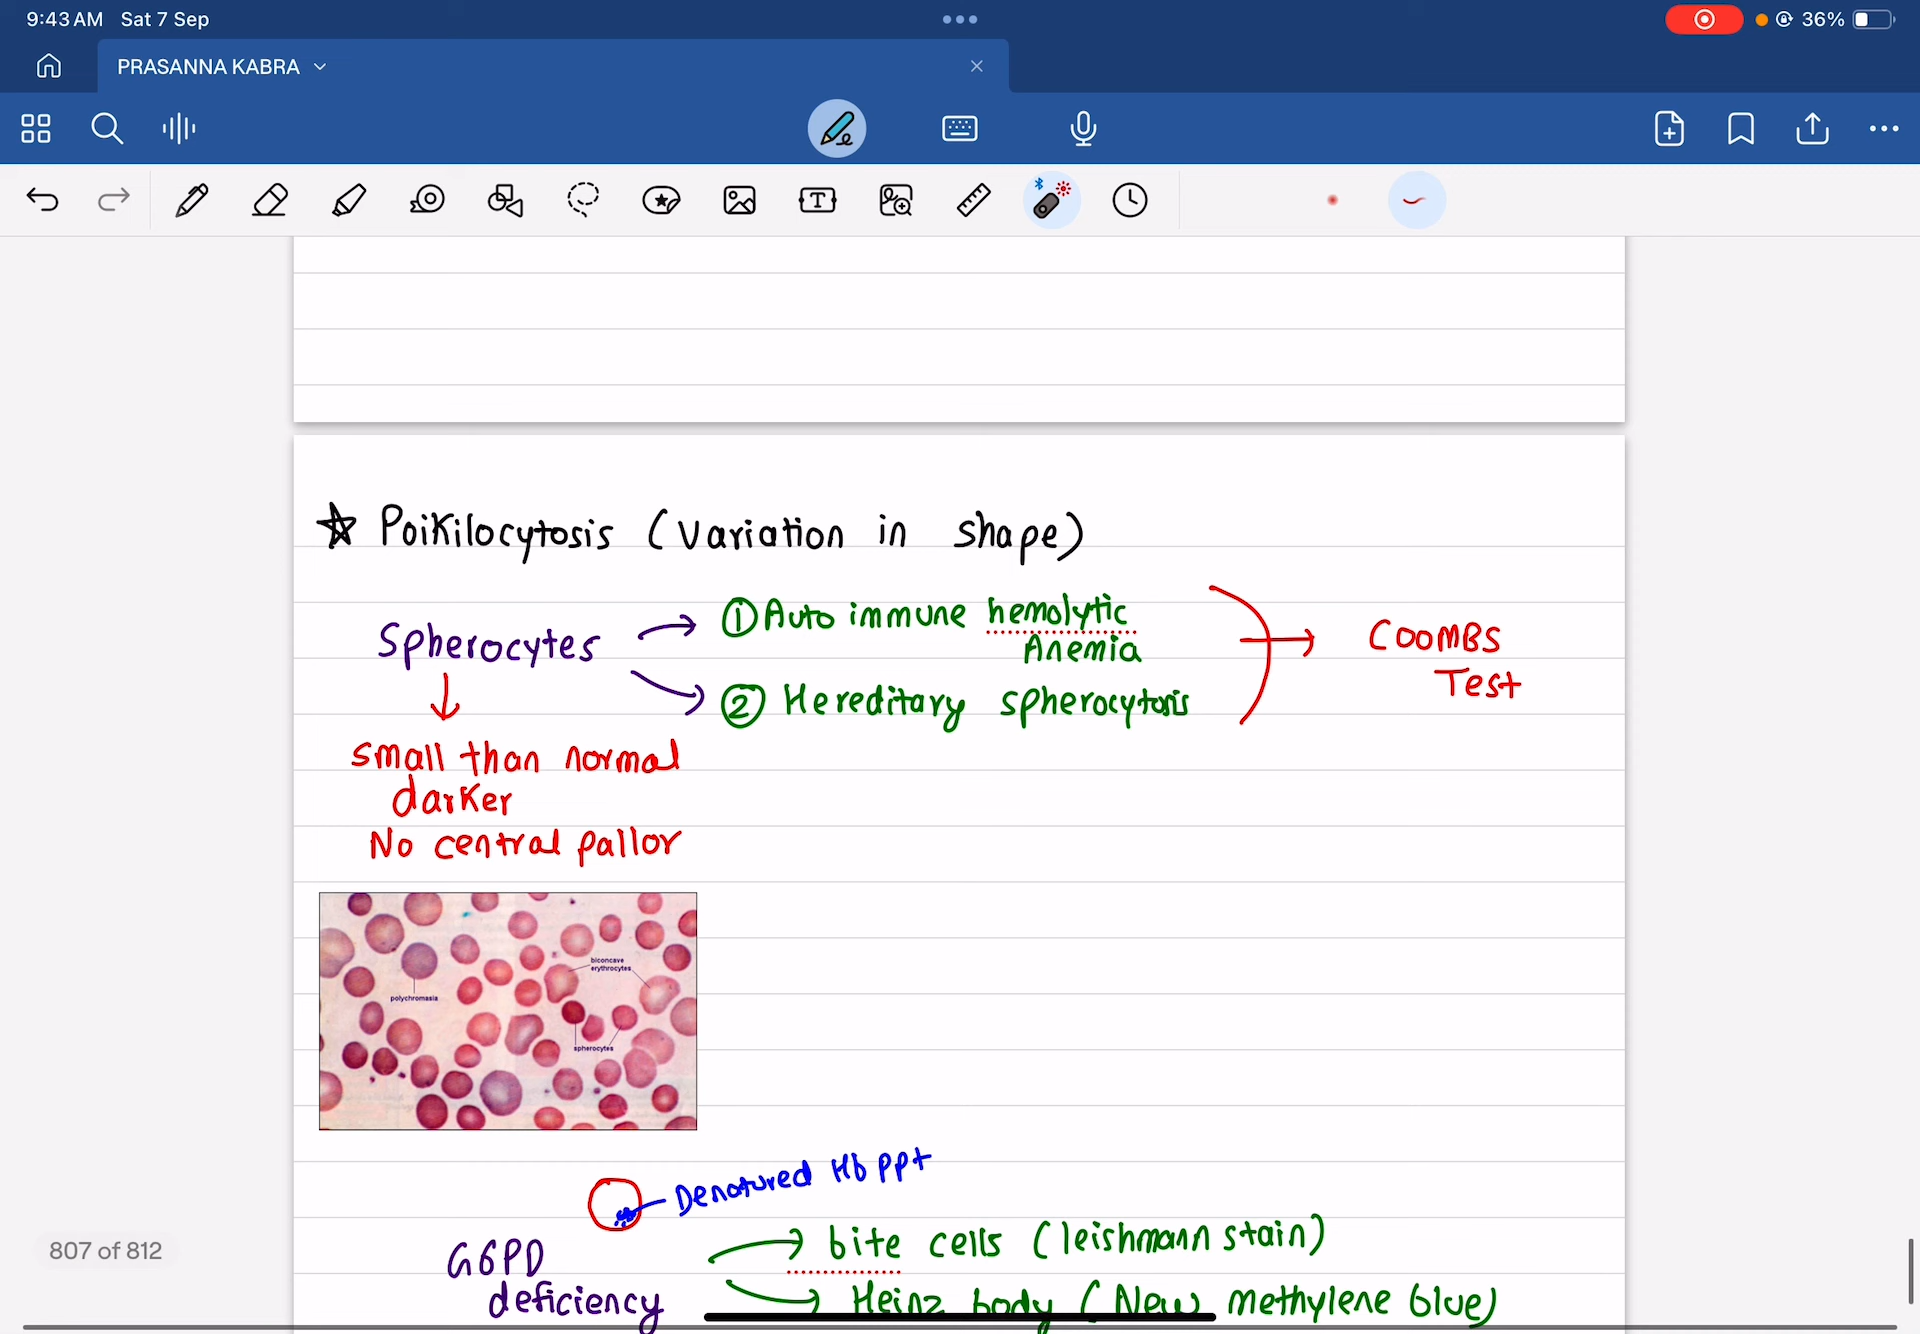 9:43 AM Sat 7 Sep
36%
PRASANNA KABRA
Poikilocytosis (variation in shape)
Spherocytes
① Auto immune hemolytic
Anemia
② Hereditary spherocytosis
COOMBS
Test
small than normal
darker
No central pallor
biconcave
erythrocytes
polychromasia
spherocytes
Denatured Hb ppt
G6PD
deficiency
bite cells (leishmann stain)
Heinz body (New methylene blue)
807 of 812